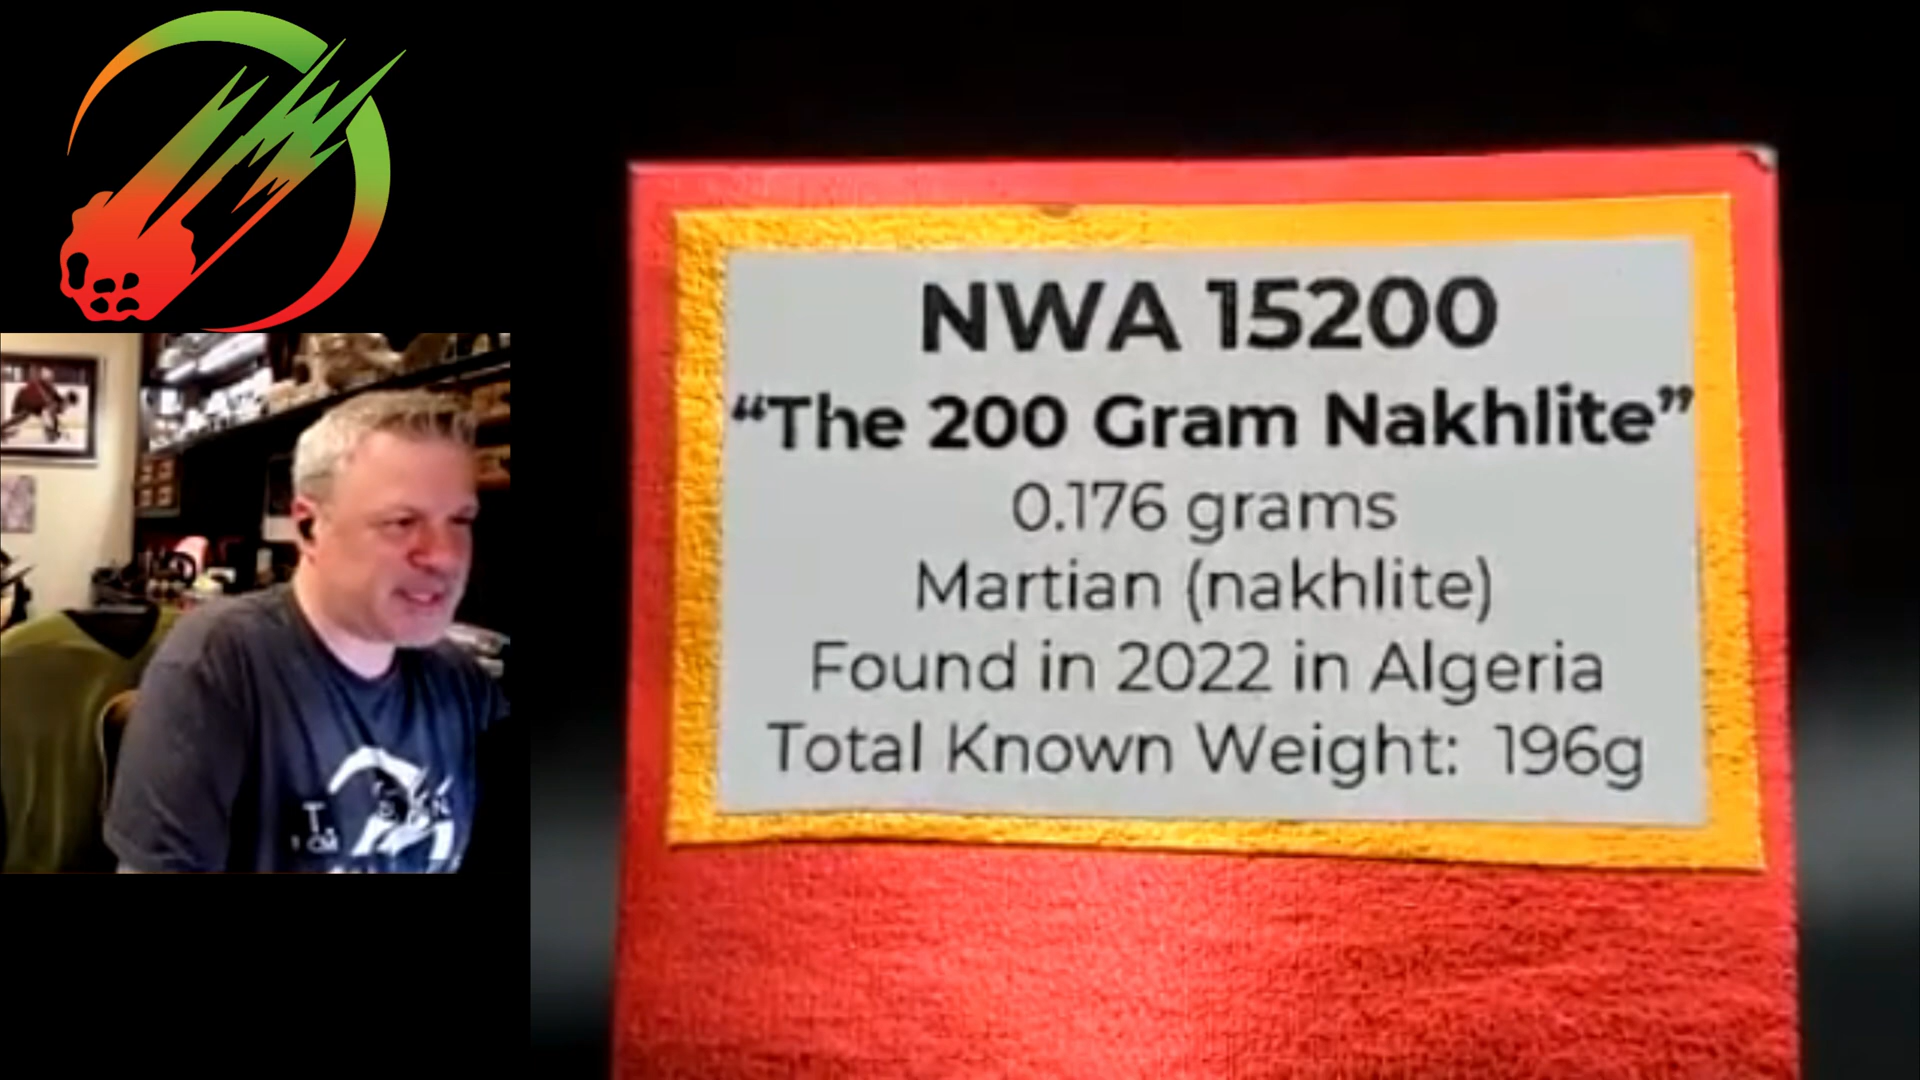 NWA 15200
“The 200 Gram Nakhlite”
0.176 grams
Martian (nakhlite)
Found in 2022 in Algeria
Total Known Weight: 196g